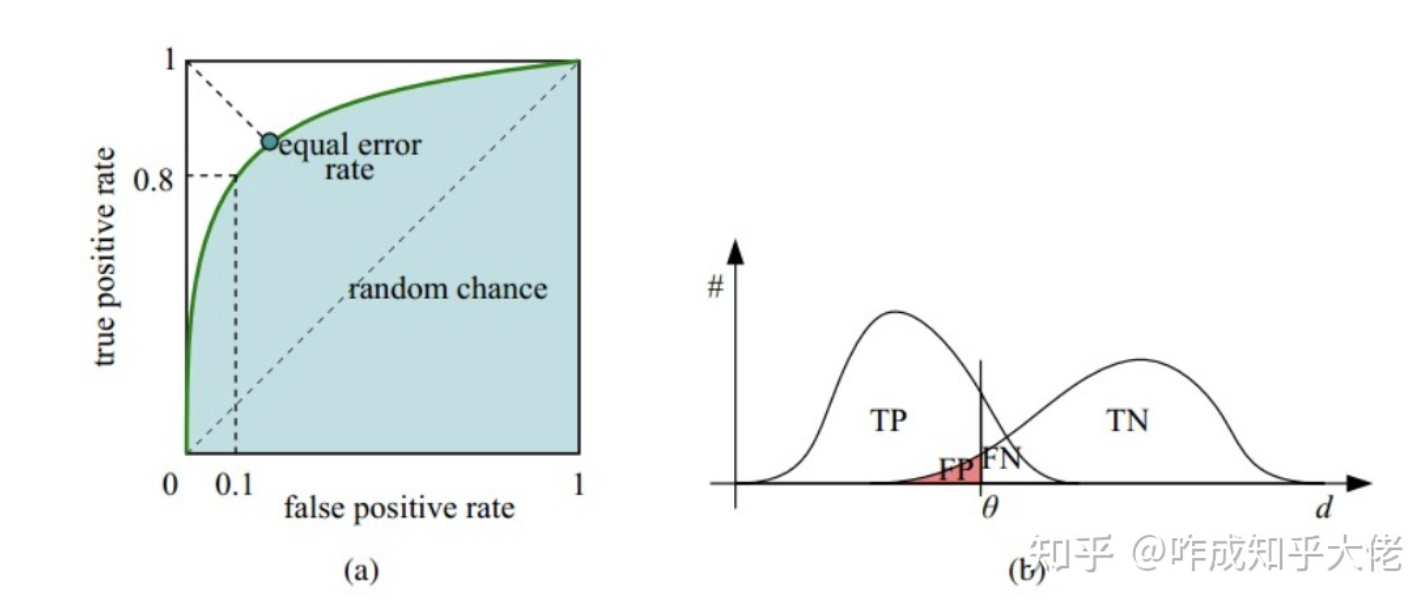 1
equal error
rate
0.8
true positive rate
random chance
0 0.1 1
false positive rate
(a)
#
TP
TN
FP
FN
θ
d
(b)
知乎 @咋成知乎大佬